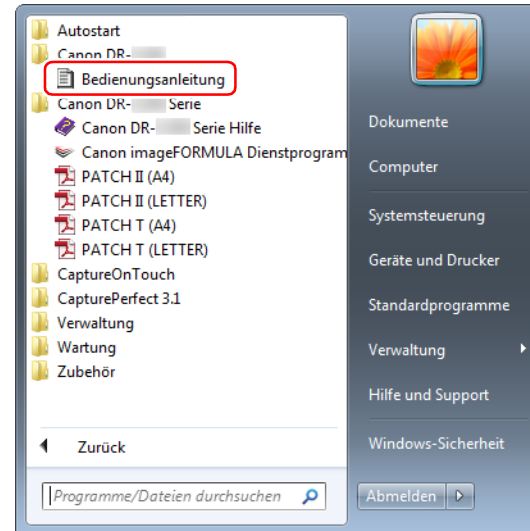 Autostart
Canon DR-
Bedienungsanleitung
Canon DR- Serie
Canon DR- Serie Hilfe
Canon imageFORMULA Dienstprogram
PATCH II (A4)
PATCH II (LETTER)
PATCH T (A4)
PATCH T (LETTER)
CaptureOnTouch
CapturePerfect 3.1
Verwaltung
Wartung
Zubehör
Zurück
Programme/Dateien durchsuchen
Dokumente
Computer
Systemsteuerung
Geräte und Drucker
Standardprogramme
Verwaltung
Hilfe und Support
Windows-Sicherheit
Abmelden